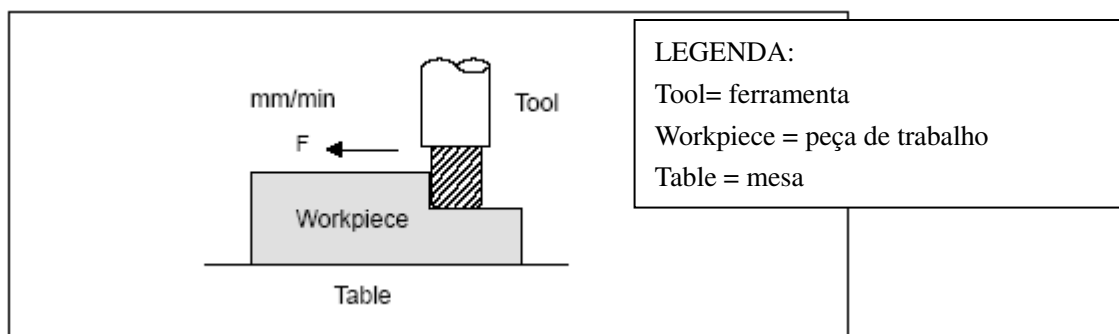 mm/min
Tool
F
Workpiece
Table
LEGENDA:
Tool= ferramenta
Workpiece = peça de trabalho
Table = mesa